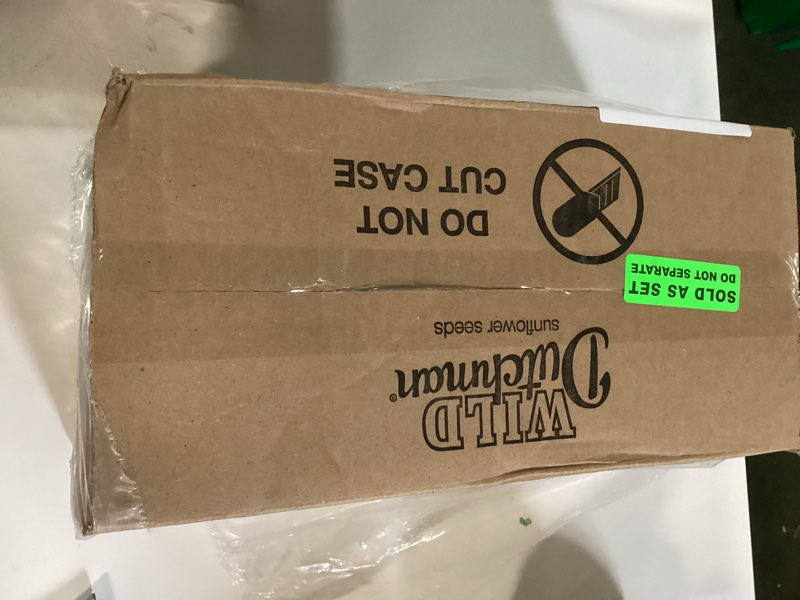 WILD
Dutchman®
sunflower seeds
SOLD AS SET
DO NOT SEPARATE
DO NOT
CUT CASE